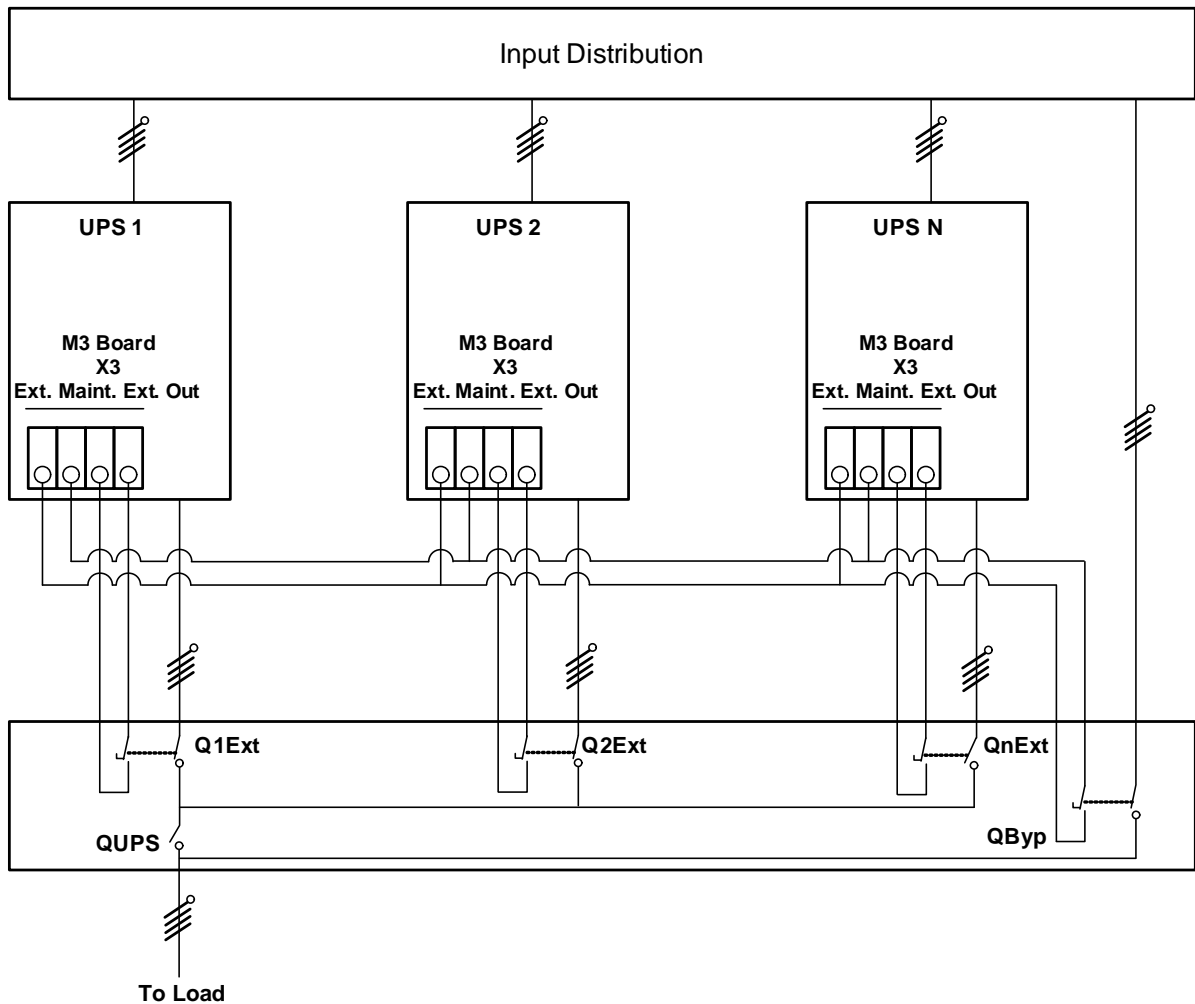 Input Distribution
UPS 1
UPS 2
UPS N
M3 Board
X3
Ext. Maint. Ext. Out
M3 Board
X3
Ext. Maint. Ext. Out
M3 Board
X3
Ext. Maint. Ext. Out
Q1Ext
Q2Ext
QnExt
QUPS
QByp
To Load